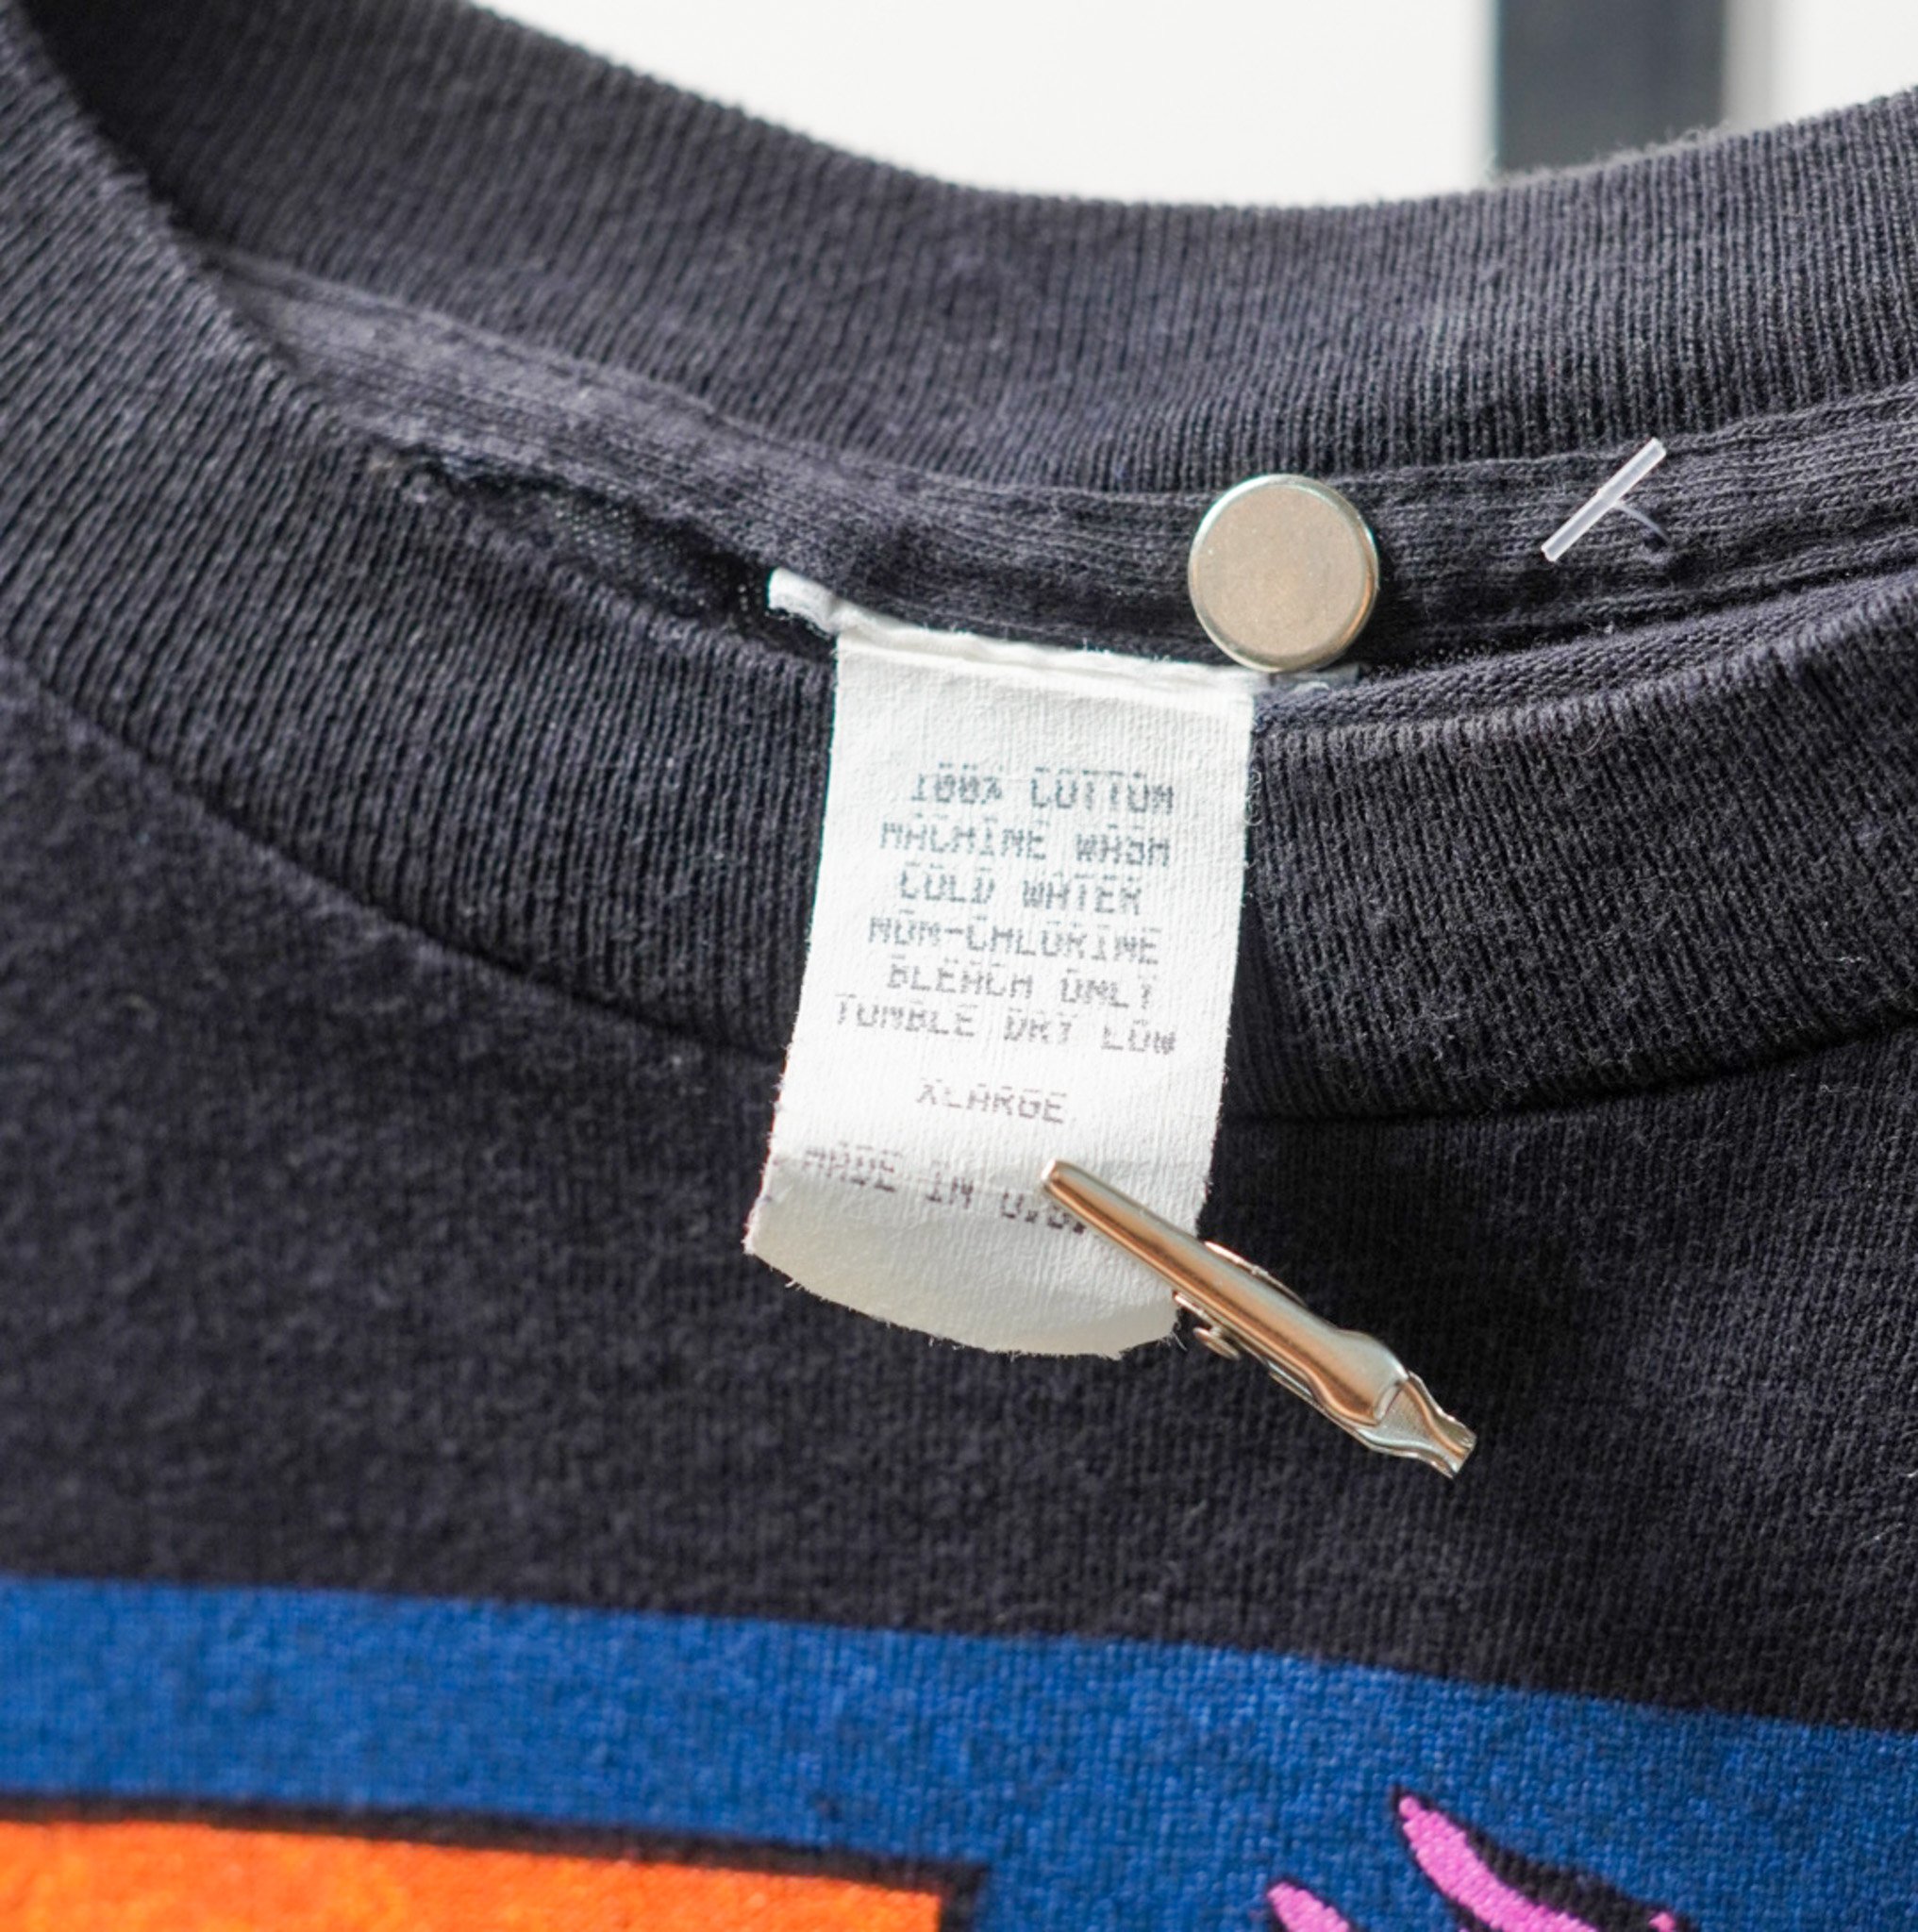 100% COTTON
MACHINE WASH
COLD WATER
NON-CHLORINE
BLEACH ONLY
TUMBLE DRY LOW
XLARGE
MADE IN U.S.